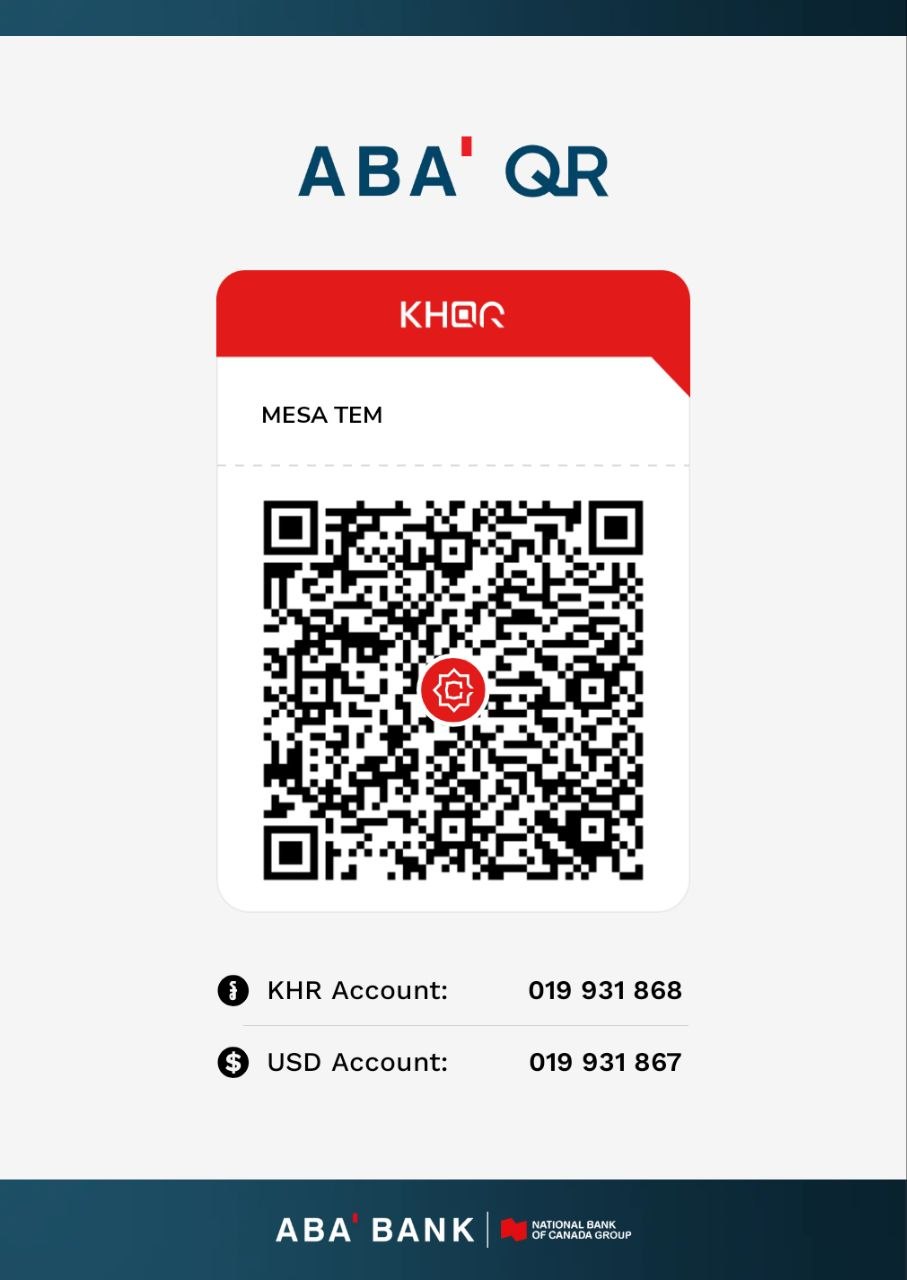 ABA' QR
KHQR
MESA TEM
KHR Account: 019 931 868
USD Account: 019 931 867
ABA' BANK | NATIONAL BANK
OF CANADA GROUP